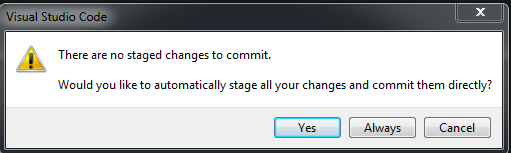 Visual Studio Code
There are no staged changes to commit.
Would you like to automatically stage all your changes and commit them directly?
Yes Always Cancel